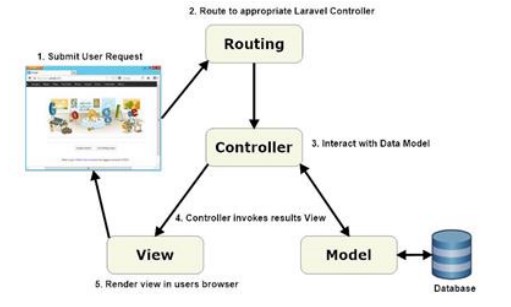 2. Route to appropriate Laravel Controller
Routing
1. Submit User Request
Controller
3. Interact with Data Model
4. Controller invokes results View
View
Model
5. Render view in users browser
Database